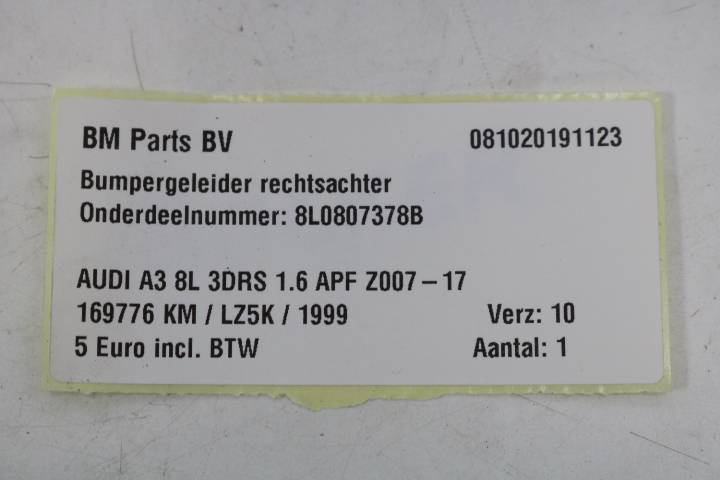 BM Parts BV 081020191123
Bumpergeleider rechtsachter
Onderdeelnummer: 8L0807378B
AUDI A3 8L 3DRS 1.6 APF Z007-17
169776 KM / LZ5K / 1999 Verz: 10
5 Euro incl. BTW Aantal: 1